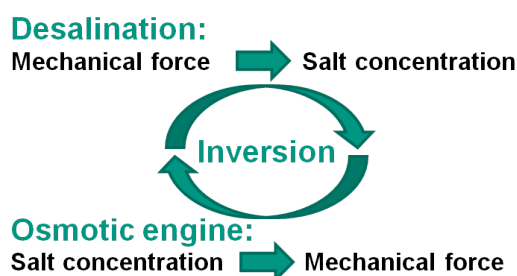 Desalination:
Mechanical force Salt concentration
Inversion
Osmotic engine:
Salt concentration Mechanical force